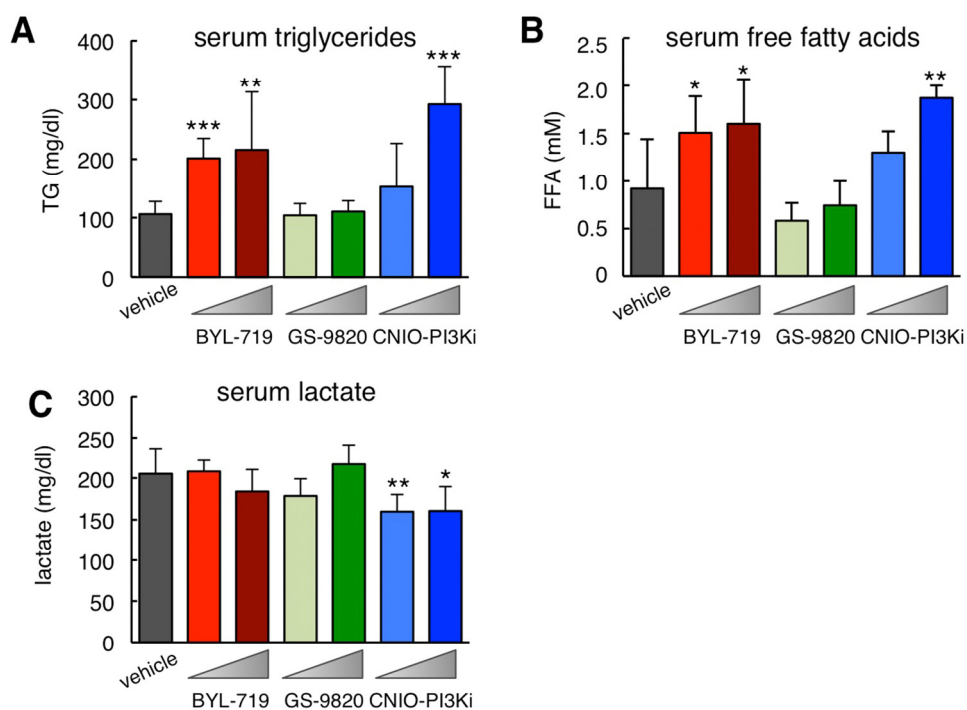 A
serum triglycerides
TG (mg/dl)
400
300
200
100
0
***
**
***
vehicle
BYL-719 GS-9820 CNIO-PI3Ki
B
serum free fatty acids
FFA (mM)
2.5
2.0
1.5
1.0
0.5
0
*
*
**
vehicle
BYL-719 GS-9820 CNIO-PI3Ki
C
serum lactate
lactate (mg/dl)
300
250
200
150
100
50
0
**
*
vehicle
BYL-719 GS-9820 CNIO-PI3Ki